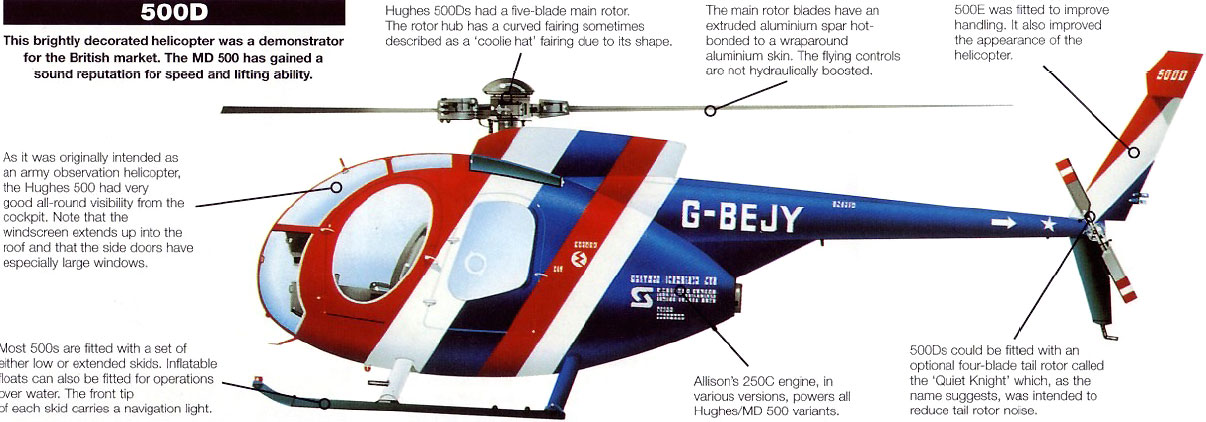 500D
This brightly decorated helicopter was a demonstrator
for the British market. The MD 500 has gained a
sound reputation for speed and lifting ability.
Hughes 500Ds had a five-blade main rotor.
The rotor hub has a curved fairing sometimes
described as a ‘coolie hat’ fairing due to its shape.
The main rotor blades have an
extruded aluminium spar hot-
bonded to a wraparound
aluminium skin. The flying controls
are not hydraulically boosted.
500E was fitted to improve
handling. It also improved
the appearance of the
helicopter.
500D
As it was originally intended as
an army observation helicopter,
the Hughes 500 had very
good all-round visibility from the
cockpit. Note that the
windscreen extends up into the
roof and that the side doors have
especially large windows.
G-BEJY
Most 500s are fitted with a set of
either low or extended skids. Inflatable
floats can also be fitted for operations
over water. The front tip
of each skid carries a navigation light.
Allison’s 250C engine, in
various versions, powers all
Hughes/MD 500 variants.
500Ds could be fitted with an
optional four-blade tail rotor called
the ‘Quiet Knight’ which, as the
name suggests, was intended to
reduce tail rotor noise.